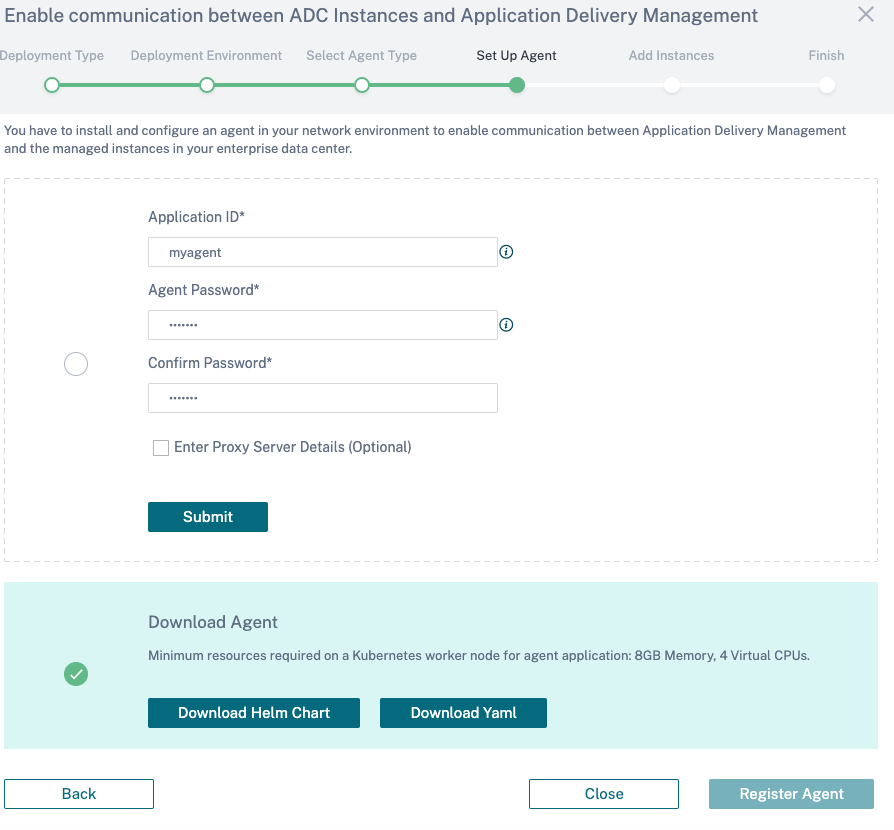 Enable communication between ADC Instances and Application Delivery Management
Deployment Type
Deployment Environment
Select Agent Type
Set Up Agent
Add Instances
Finish
You have to install and configure an agent in your network environment to enable communication between Application Delivery Management
and the managed instances in your enterprise data center.
Application ID*
myagent
Agent Password*
•••••••
Confirm Password*
•••••••
Enter Proxy Server Details (Optional)
Submit
Download Agent
Minimum resources required on a Kubernetes worker node for agent application: 8GB Memory, 4 Virtual CPUs.
Download Helm Chart
Download Yaml
Back
Close
Register Agent